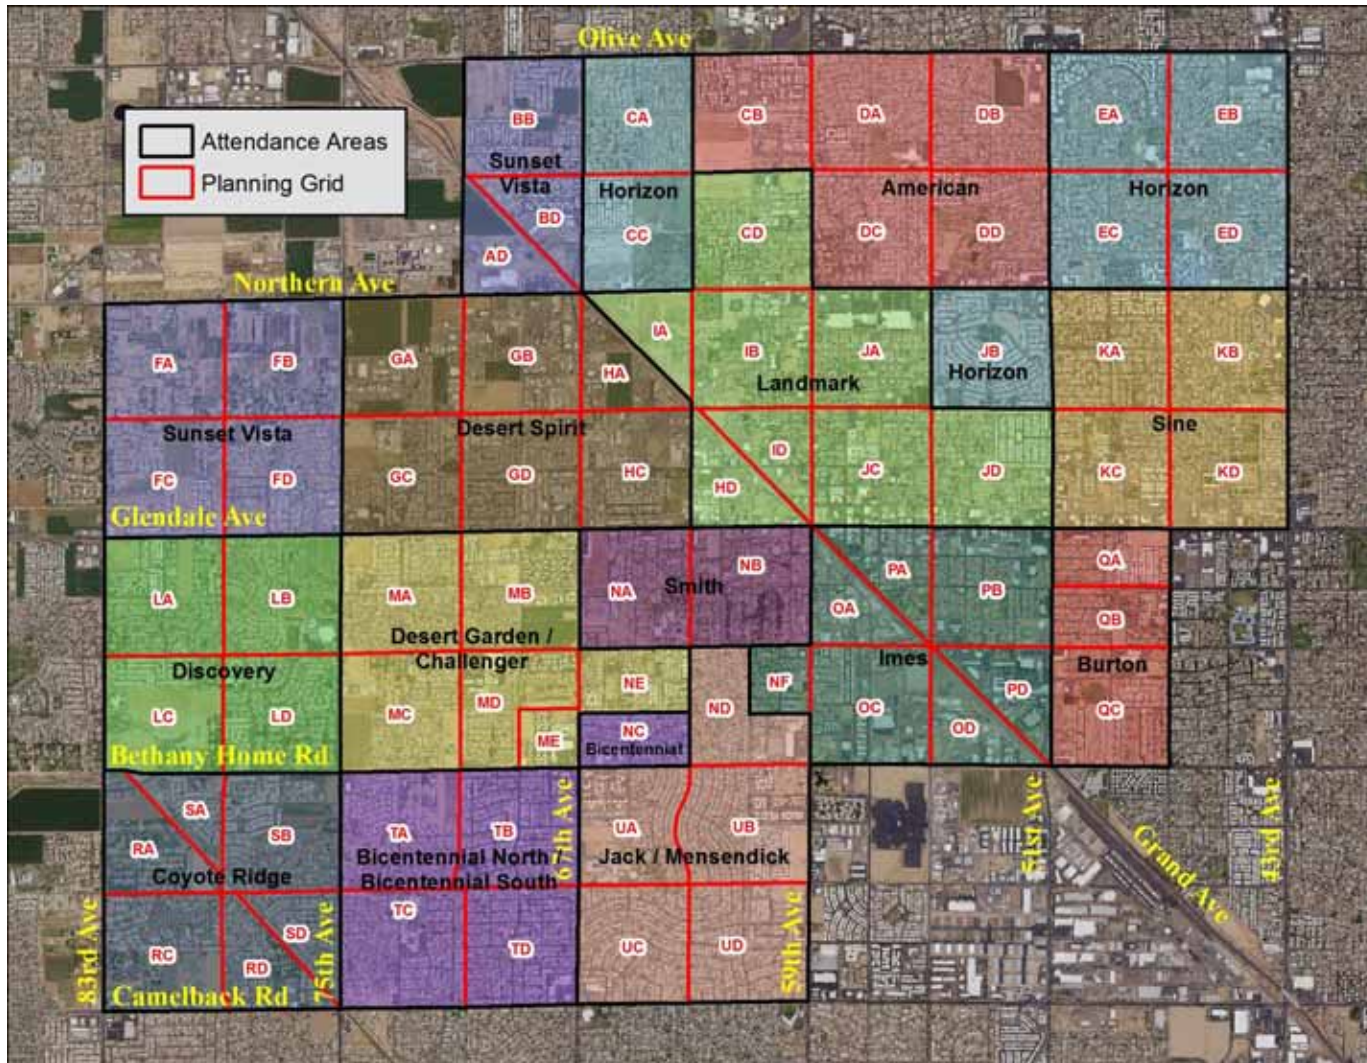 Olive Ave
Attendance Areas
Planning Grid
BB
CA
CB
DA
DB
EA
EB
Sunset
Vista
Horizon
American
Horizon
BD
AD
CC
CD
DC
DD
EC
ED
Northern Ave
FA
FB
GA
GB
HA
IA
IB
JA
JB
KA
KB
Landmark
Horizon
Sunset Vista
Desert Spirit
Sine
FC
FD
GC
GD
HC
HD
ID
JC
JD
KC
KD
Glendale Ave
LA
LB
MA
MB
NA
NB
Smith
OA
PA
PB
QA
QB
Discovery
Desert Garden /
Challenger
Imes
Burton
LC
LD
MC
MD
ME
NE
NC
Bicentennial
ND
NF
OC
OD
PD
QC
Bethany Home Rd
SA
SB
RA
TA
TB
UA
UB
Coyote Ridge
Bicentennial North /
Bicentennial South
Jack / Mensendick
RC
RD
SD
TC
TD
UC
UD
Camelback Rd
83rd Ave
75th Ave
67th Ave
59th Ave
51st Ave
Grand Ave
43rd Ave